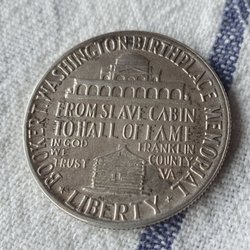 BOOKER T. WASHINGTON BIRTHPLACE MEMORIAL
FROM SLAVE CABIN
TO HALL OF FAME
IN GOD
WE
TRUST
FRANKLIN
COUNTY
VA
LIBERTY